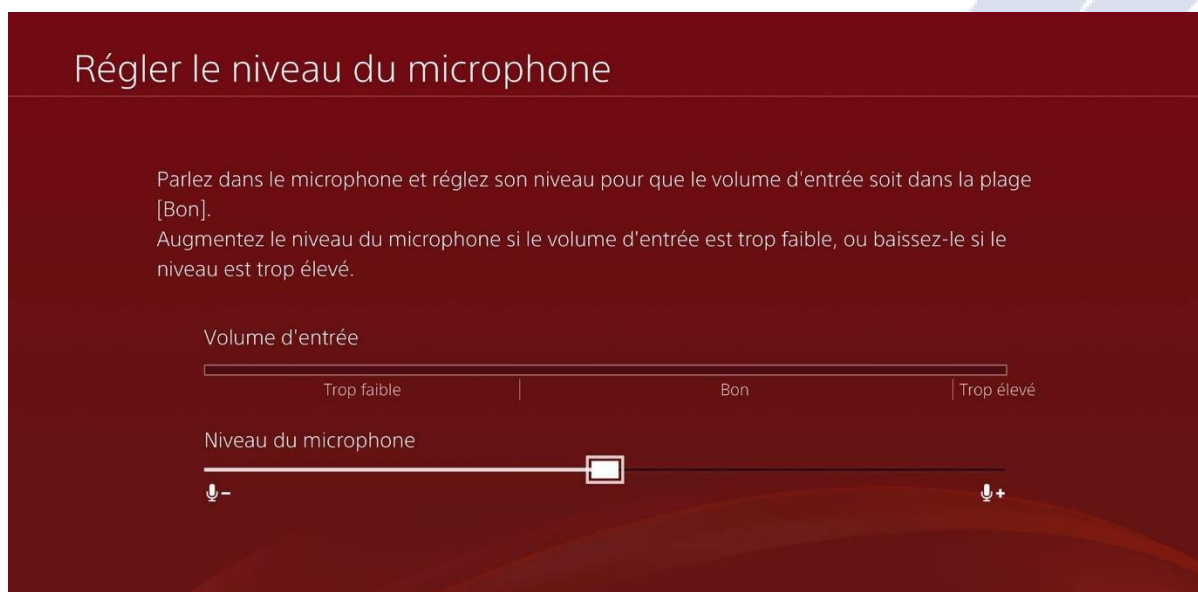 Régler le niveau du microphone
Parlez dans le microphone et réglez son niveau pour que le volume d'entrée soit dans la plage
[Bon].
Augmentez le niveau du microphone si le volume d'entrée est trop faible, ou baissez-le si le
niveau est trop élevé.
Volume d'entrée
Trop faible | Bon | Trop élevé
Niveau du microphone
- +